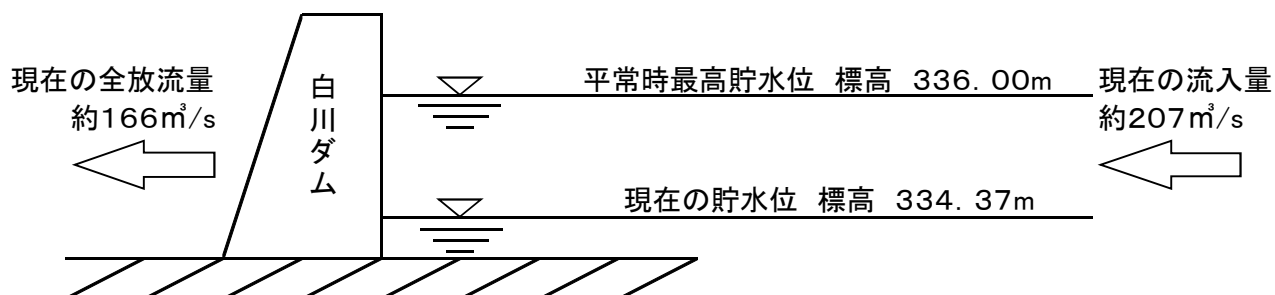 現在の全放流量
約166㎥/s
白川ダム
平常時最高貯水位 標高 336.00m
現在の流入量
約207㎥/s
現在の貯水位 標高 334.37m